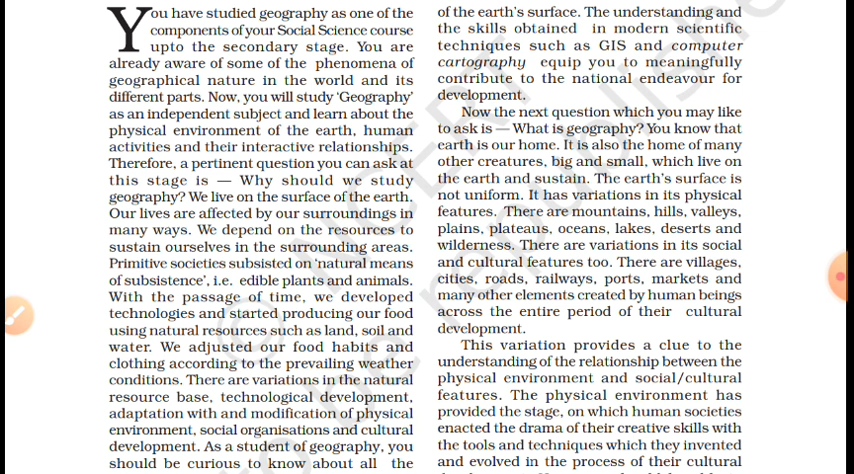 You have studied geography as one of the
components of your Social Science course
upto the secondary stage. You are
already aware of some of the phenomena of
geographical nature in the world and its
different parts. Now, you will study ‘Geography’
as an independent subject and learn about the
physical environment of the earth, human
activities and their interactive relationships.
Therefore, a pertinent question you can ask at
this stage is — Why should we study
geography? We live on the surface of the earth.
Our lives are affected by our surroundings in
many ways. We depend on the resources to
sustain ourselves in the surrounding areas.
Primitive societies subsisted on ‘natural means
of subsistence’, i.e. edible plants and animals.
With the passage of time, we developed
technologies and started producing our food
using natural resources such as land, soil and
water. We adjusted our food habits and
clothing according to the prevailing weather
conditions. There are variations in the natural
resource base, technological development,
adaptation with and modification of physical
environment, social organisations and cultural
development. As a student of geography, you
should be curious to know about all the
of the earth’s surface. The understanding and
the skills obtained in modern scientific
techniques such as GIS and computer
cartography equip you to meaningfully
contribute to the national endeavour for
development.
Now the next question which you may like
to ask is — What is geography? You know that
earth is our home. It is also the home of many
other creatures, big and small, which live on
the earth and sustain. The earth’s surface is
not uniform. It has variations in its physical
features. There are mountains, hills, valleys,
plains, plateaus, oceans, lakes, deserts and
wilderness. There are variations in its social
and cultural features too. There are villages,
cities, roads, railways, ports, markets and
many other elements created by human beings
across the entire period of their cultural
development.
This variation provides a clue to the
understanding of the relationship between the
physical environment and social/cultural
features. The physical environment has
provided the stage, on which human societies
enacted the drama of their creative skills with
the tools and techniques which they invented
and evolved in the process of their cultural
© NCERT
to be republished